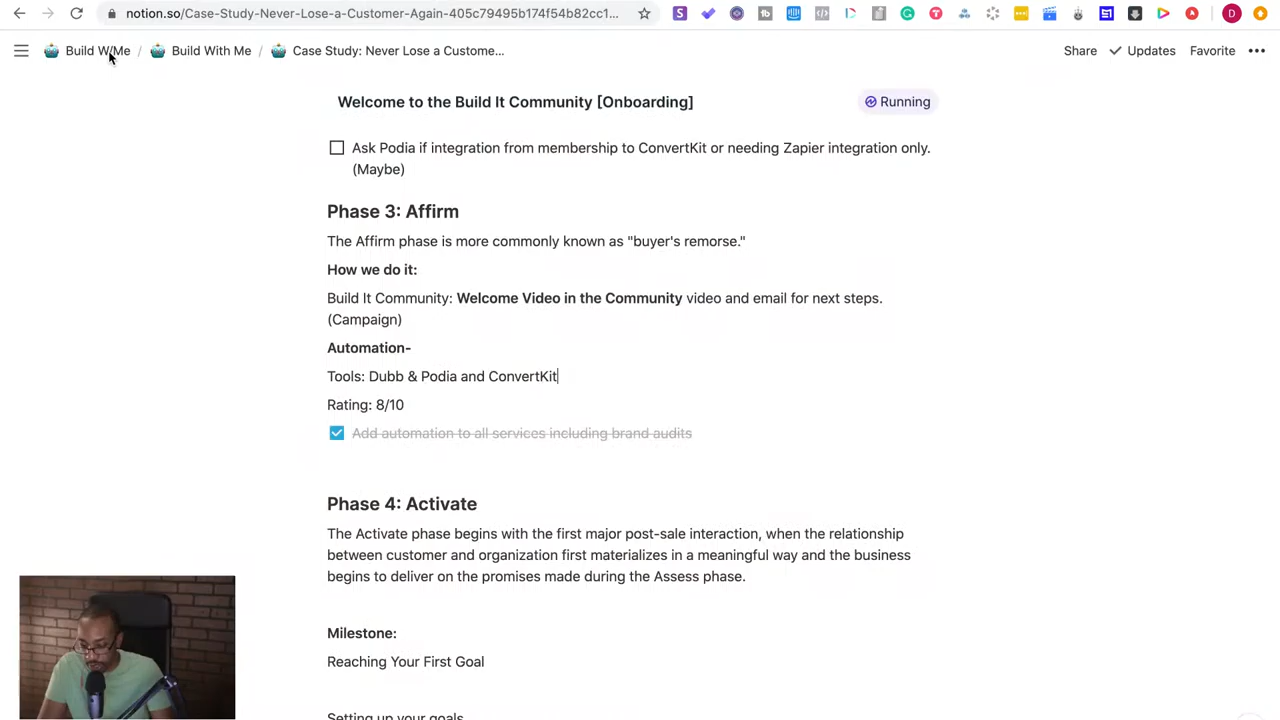 notion.so/Case-Study-Never-Lose-a-Customer-Again-405c79495b174f54b82cc1...
Build W/Me / Build With Me / Case Study: Never Lose a Custome...
Share Updates Favorite
Welcome to the Build It Community [Onboarding]
Running
Ask Podia if integration from membership to ConvertKit or needing Zapier integration only.
(Maybe)
Phase 3: Affirm
The Affirm phase is more commonly known as "buyer's remorse."
How we do it:
Build It Community: Welcome Video in the Community video and email for next steps.
(Campaign)
Automation-
Tools: Dubb & Podia and ConvertKit
Rating: 8/10
Add automation to all services including brand audits
Phase 4: Activate
The Activate phase begins with the first major post-sale interaction, when the relationship
between customer and organization first materializes in a meaningful way and the business
begins to deliver on the promises made during the Assess phase.
Milestone:
Reaching Your First Goal
Setting up your goals